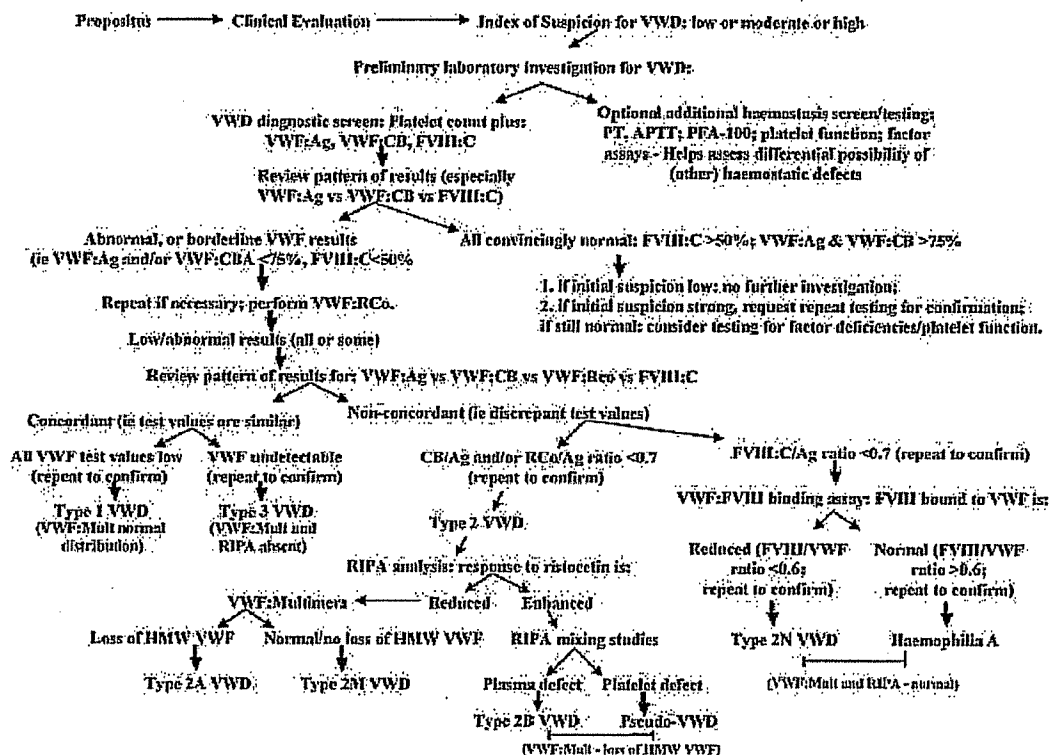 Propositus Clinical Evaluation Index of Suspicion for VWD: low or moderate or high
Preliminary laboratory investigation for VWD:
VWD diagnostic screen: Platelet count plus:
VWF:Ag, VWF:CB, FVIII:C
Optional additional haemostasis screen/testing:
PT, APTT; PFA-100; platelet function; factor
assays - Helps assess differential possibility of
(other) haemostatic defects
Review pattern of results (especially
VWF:Ag vs VWF:CB vs FVIII:C)
Abnormal, or borderline VWF results
(ie VWF:Ag and/or VWF:CBA <75%, FVIII:C<50%
All convincingly normal: FVIII:C >50%; VWF:Ag & VWF:CB >75%
1. If initial suspicion low: no further investigation;
2. If initial suspicion strong, request repeat testing for confirmation;
if still normal: consider testing for factor deficiencies/platelet function.
Repeat if necessary; perform VWF:RCo.
Low/abnormal results (all or some)
Review pattern of results for: VWF:Ag vs VWF:CB vs VWF:Rco vs FVIII:C
Concordant (ie test values are similar)
Non-concordant (ie discrepant test values)
All VWF test values low
(repeat to confirm)
Type 1 VWD
(VWF:Mult normal
distribution)
VWF undetectable
(repeat to confirm)
Type 3 VWD
(VWF:Mult and
RIPA absent)
CB/Ag and/or RCo/Ag ratio <0.7
(repeat to confirm)
Type 2 VWD
RIPA analysis: response to ristocetin is:
Reduced Enhanced
VWF:Multimers
Loss of HMW VWF Normal/no loss of HMW VWF
Type 2A VWD Type 2M VWD
RIPA mixing studies
Plasma defect Platelet defect
Type 2B VWD Pseudo-VWD
(VWF:Mult - loss of HMW VWF)
FVIII:C/Ag ratio <0.7 (repeat to confirm)
VWF:FVIII binding assay: FVIII bound to VWF is:
Reduced (FVIII/VWF
ratio <0.6;
repeat to confirm)
Normal (FVIII/VWF
ratio >0.6;
repeat to confirm)
Type 2N VWD Haemophilia A
(VWF:Mult and RIPA - normal)